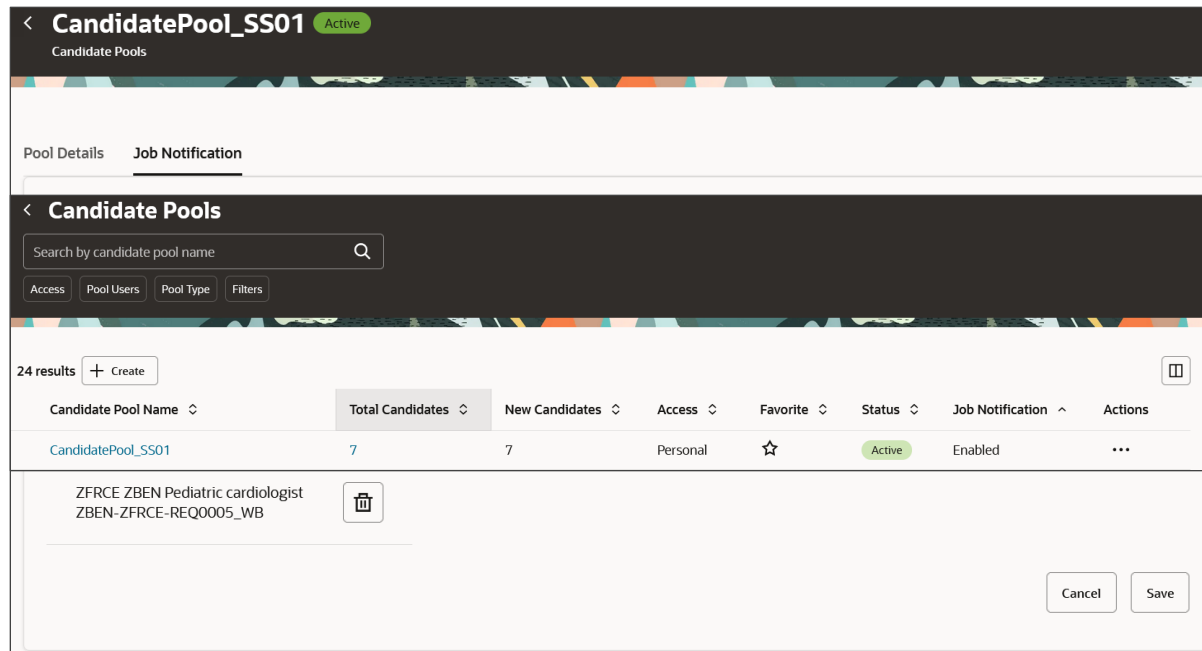 CandidatePool_SS01 Active
Candidate Pools
Pool Details Job Notification
Candidate Pools
Search by candidate pool name
Access Pool Users Pool Type Filters
24 results + Create
Candidate Pool Name Total Candidates New Candidates Access Favorite Status Job Notification Actions
CandidatePool_SS01 7 7 Personal Active Enabled ...
ZFRCE ZBEN Pediatric cardiologist
ZBEN-ZFRCE-REQ0005_WB
Cancel Save